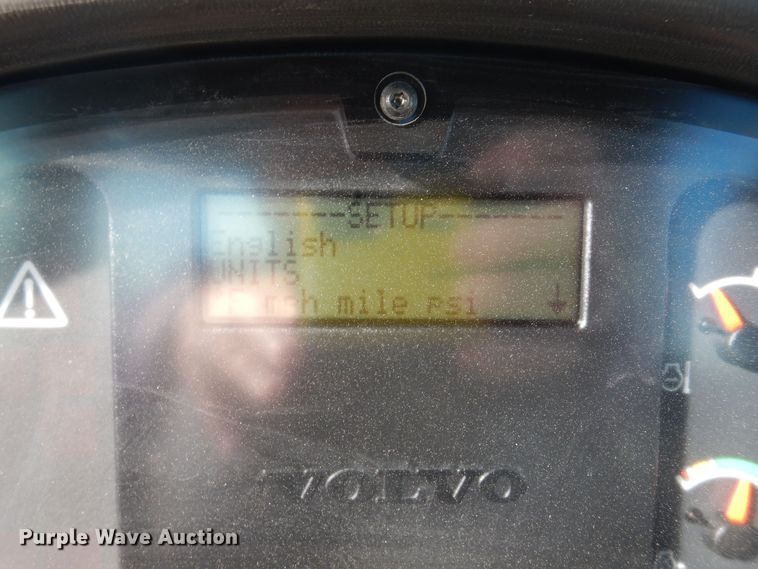 -------SETUP-------
English
UNITS
°F mph mile psi
VOLVO
Purple Wave Auction